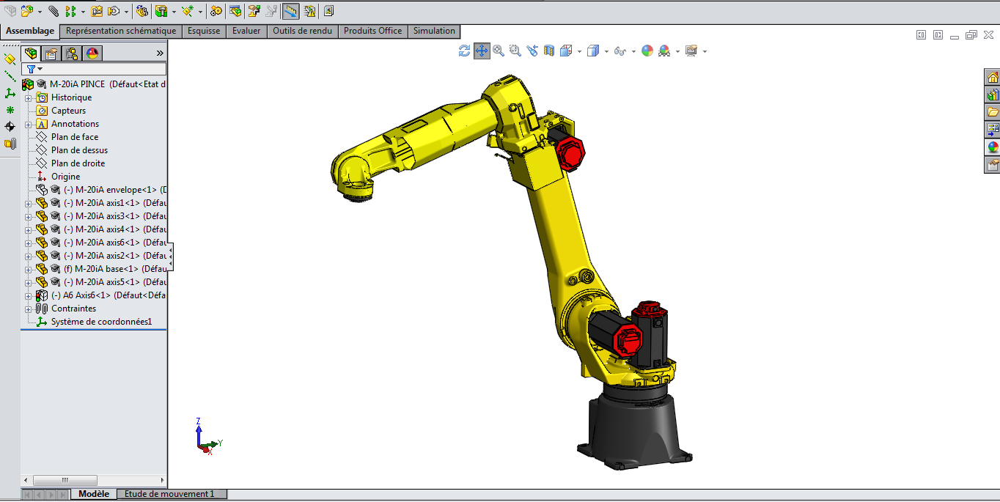 Assemblage Représentation schématique Esquisse Evaluer Outils de rendu Produits Office Simulation
M-20iA PINCE (Défaut<Etat d
Historique
Capteurs
A Annotations
Plan de face
Plan de dessus
Plan de droite
Origine
(-) M-20iA envelope<1> (D
(-) M-20iA axis1<1> (Défau
(-) M-20iA axis3<1> (Défau
(-) M-20iA axis4<1> (Défau
(-) M-20iA axis6<1> (Défau
(-) M-20iA axis2<1> (Défau
(f) M-20iA base<1> (Défau
(-) M-20iA axis5<1> (Défau
(-) A6 Axis6<1> (Défaut<Défa
Contraintes
Système de coordonnées1
Z
Y
X
Modèle Etude de mouvement 1